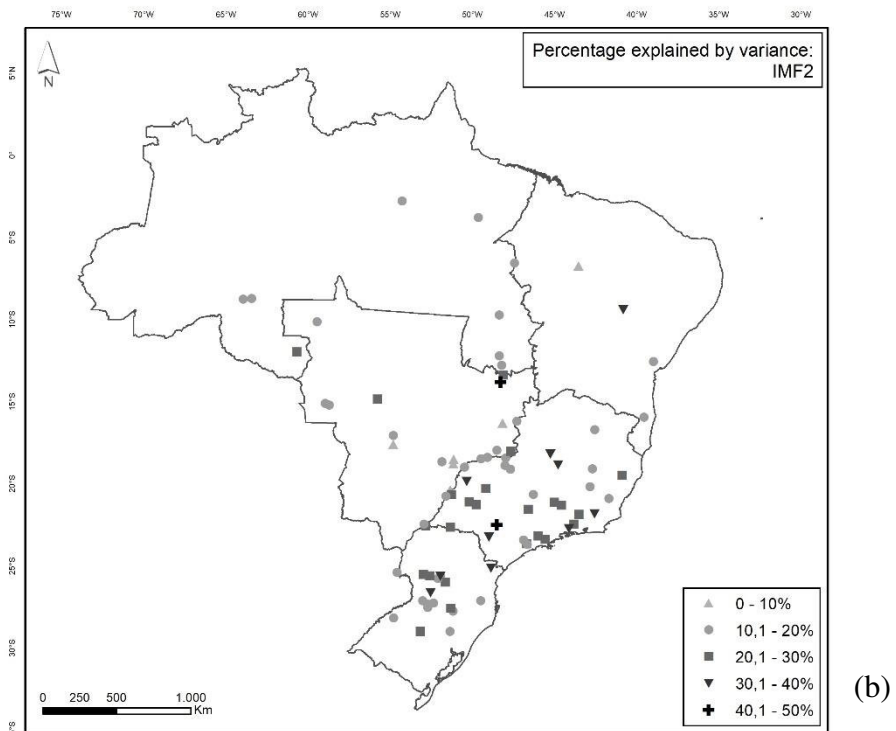 75°W 70°W 65°W 60°W 55°W 50°W 45°W 40°W 35°W 30°W
Percentage explained by variance:
IMF2
N
5°N
0°
5°S
10°S
15°S
20°S
25°S
30°S
0 - 10%
10,1 - 20%
20,1 - 30%
30,1 - 40%
40,1 - 50%
0 250 500 1.000
Km
(b)